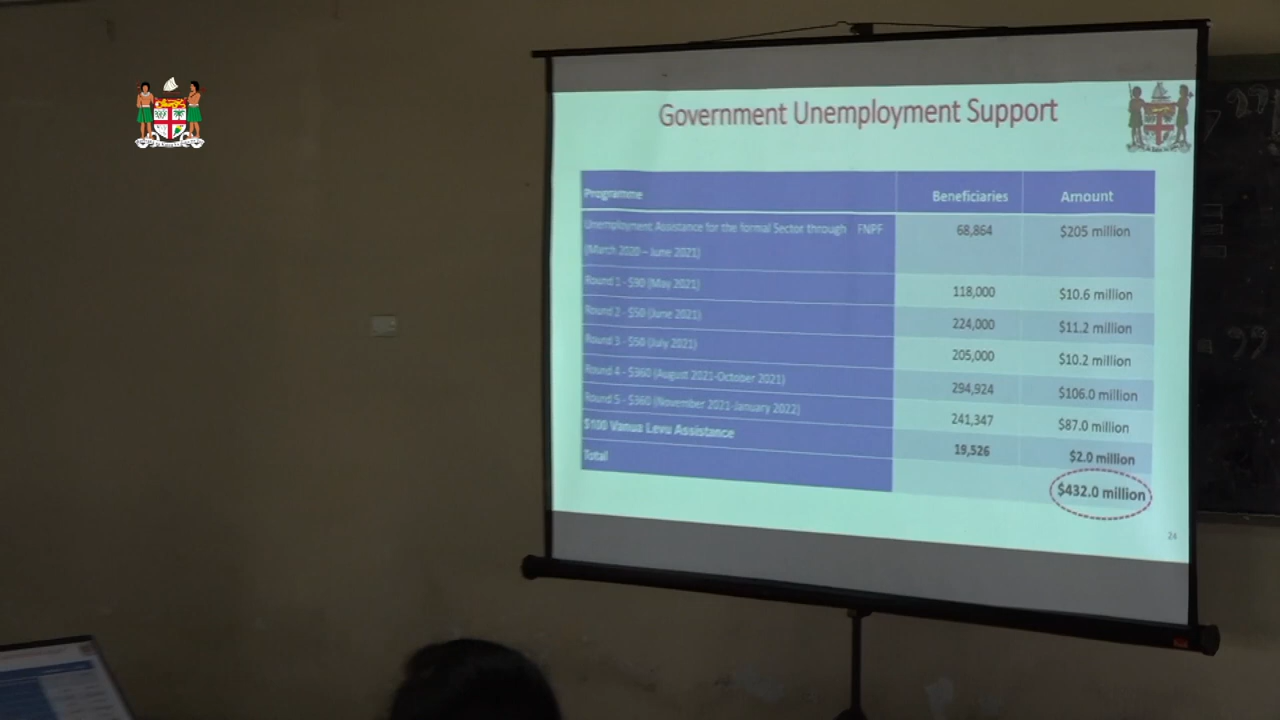 Government Unemployment Support
Programme Beneficiaries Amount
Unemployment Assistance for the formal Sector through FNPF 68,864 $205 million
(March 2020 – June 2021)
Round 1 - $90 (May 2021) 118,000 $10.6 million
Round 2 - $50 (June 2021) 224,000 $11.2 million
Round 3 - $50 (July 2021) 205,000 $10.2 million
Round 4 - $360 (August 2021-October 2021) 294,924 $106.0 million
Round 5 - $360 (November 2021-January 2022) 241,347 $87.0 million
$100 Vanua Levu Assistance 19,526 $2.0 million
Total $432.0 million
24